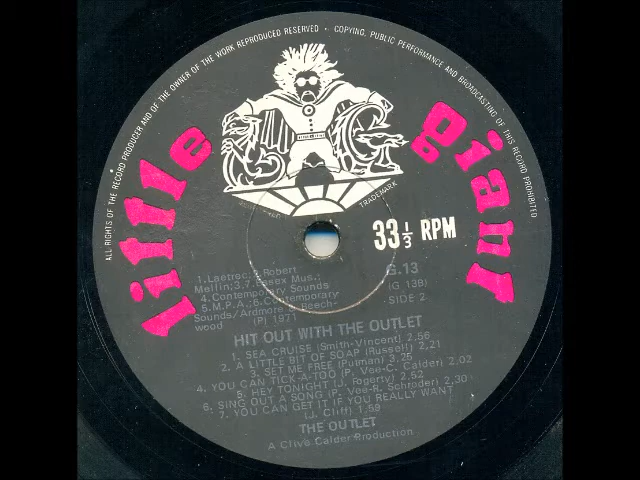 ALL RIGHTS OF THE RECORD PRODUCER AND OF THE OWNER OF THE WORK REPRODUCED RESERVED · COPYING, PUBLIC PERFORMANCE AND BROADCASTING OF THIS RECORD PROHIBITED
little giant
TRADEMARK
33 1/3 RPM
1.Laetrec;2.Robert
Mellin;3.7.Essex Mus.;
4.Contemporary Sounds
5.M.P.A.;6.Contemporary
Sounds/Ardmore & Beech-
wood (P) 1971
G.13
(G 13B)
SIDE 2
HIT OUT WITH THE OUTLET
1. SEA CRUISE (Smith-Vincent) 2.56
2. A LITTLE BIT OF SOAP (Russell) 2.21
3. SET ME FREE (Putman) 3.25
4. YOU CAN TICK-A-TOO (P. Vee-C. Calder) 2.02
5. HEY TONIGHT (J. Fogerty) 2.52
6. SING OUT A SONG (P. Vee-R. Schroder) 2.30
7. YOU CAN GET IT IF YOU REALLY WANT
(J. Cliff) 1.59
THE OUTLET
A Clive Calder Production